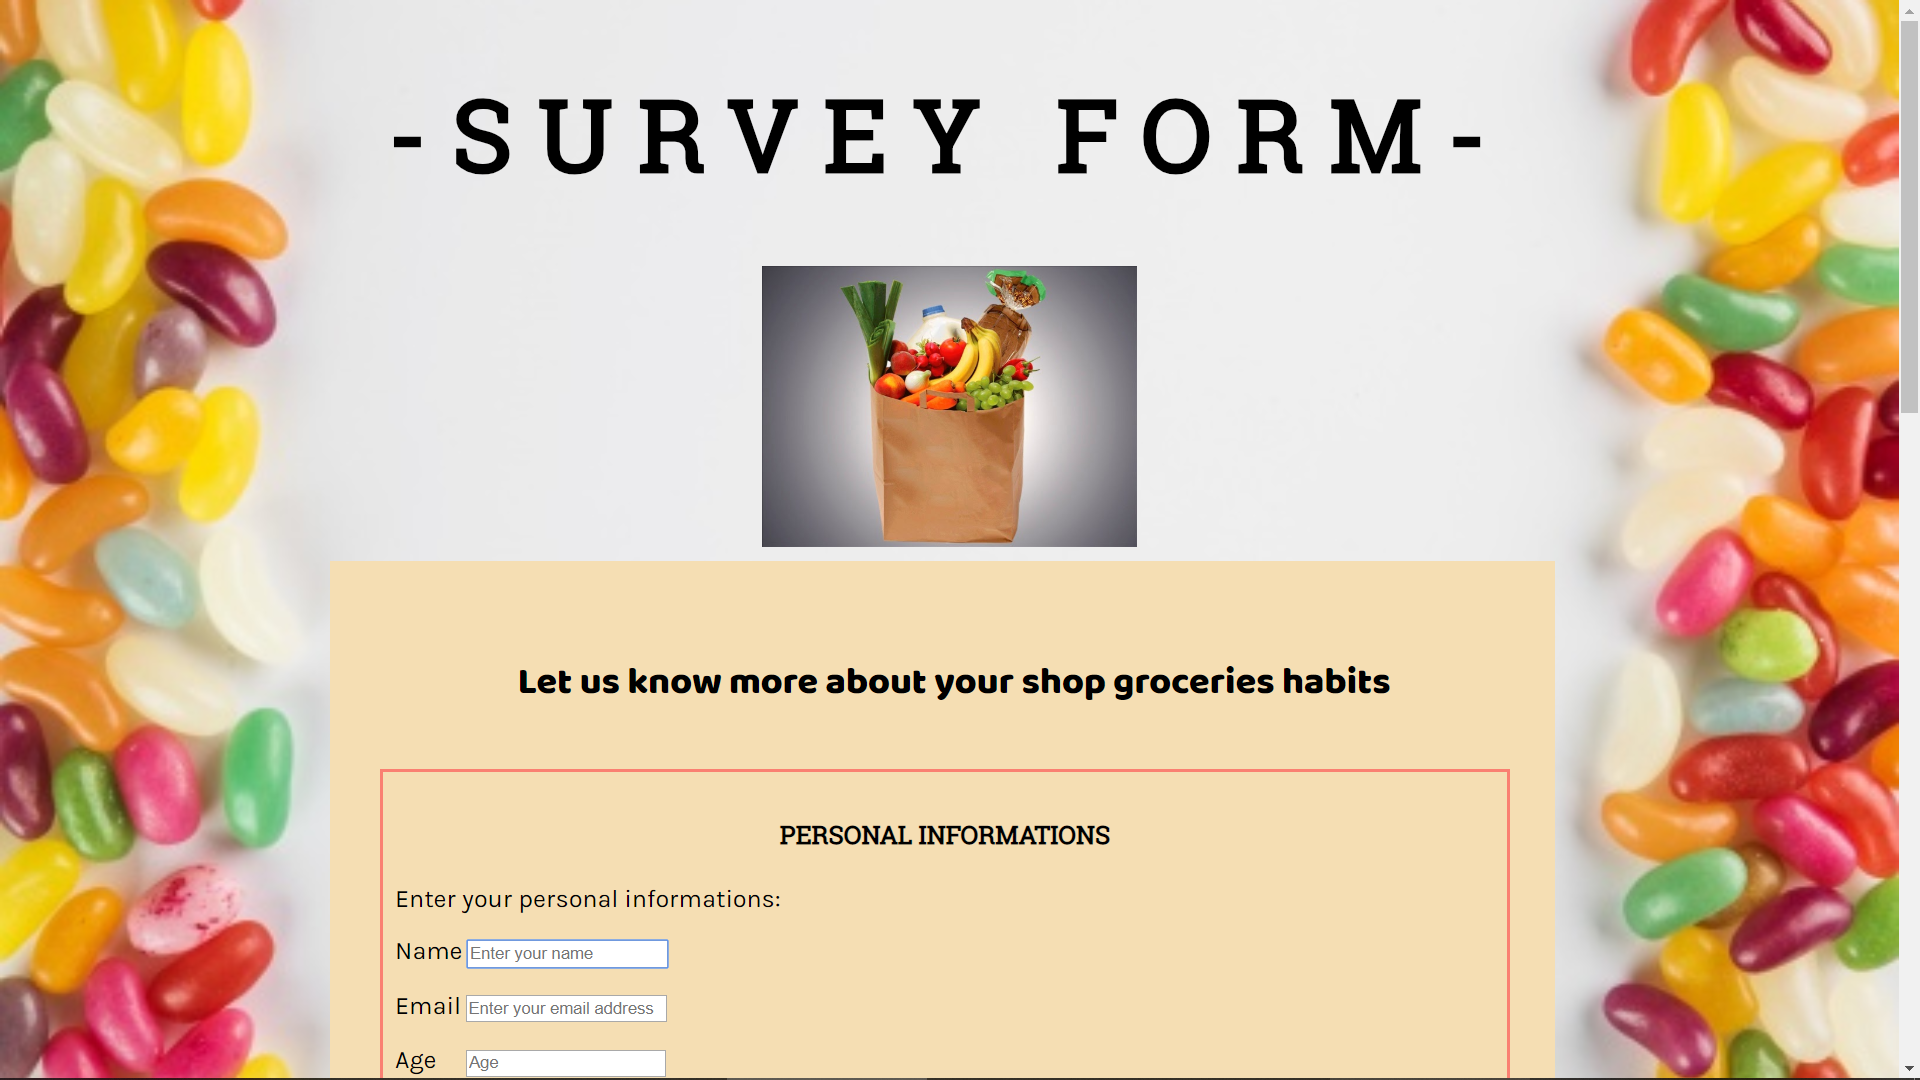 -SURVEY FORM-
Let us know more about your shop groceries habits
PERSONAL INFORMATIONS
Enter your personal informations:
Name Enter your name
Email Enter your email address
Age Age